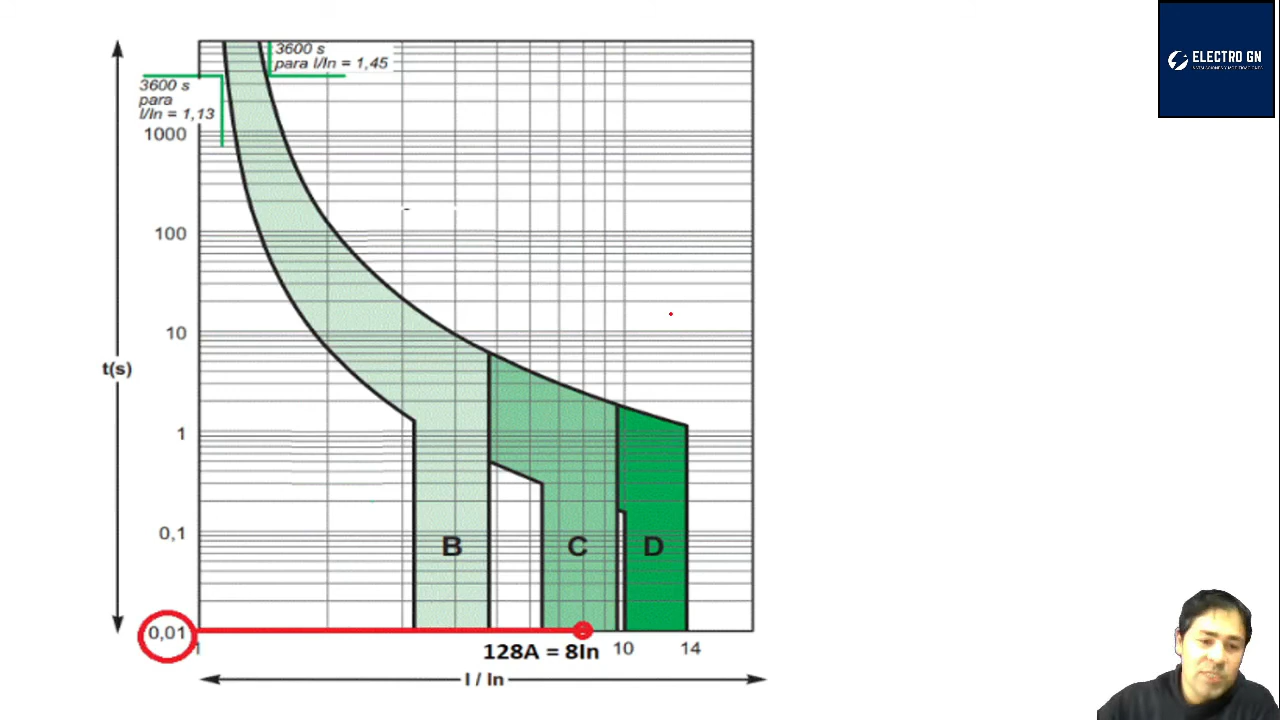 3600 s
para I/In = 1,45
3600 s
para
I/In = 1,13
1000
100
10
t(s)
1
0,1
0,01
B
C
D
1
128A = 8In
10
14
I / In
ELECTRO GN